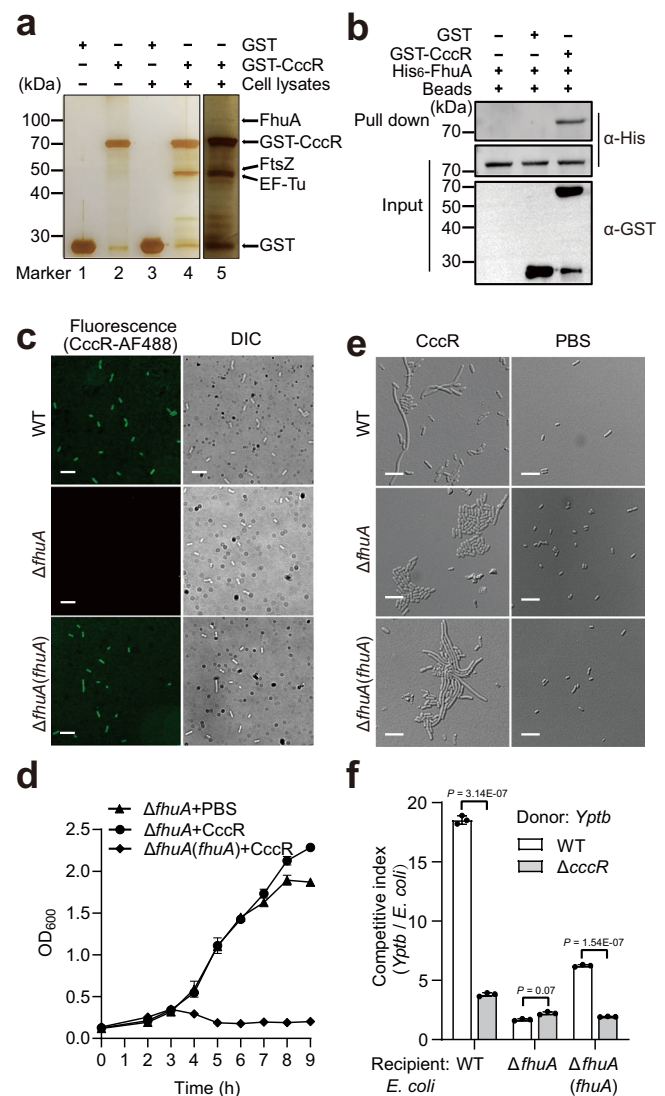 a
+ − + − − GST
− + − + + GST-CccR
(kDa) − − + + + Cell lysates
100 FhuA
70 GST-CccR
50 FtsZ
EF-Tu
40
30 GST
Marker 1 2 3 4 5
b
− + − GST
− − + GST-CccR
+ + + His₆-FhuA
+ + + Beads
(kDa)
Pull down
70
α-His
70
Input
70
50
40
30
α-GST
c
Fluorescence
(CccR-AF488)
DIC
WT
ΔfhuA
ΔfhuA(fhuA)
d
ΔfhuA+PBS
ΔfhuA+CccR
ΔfhuA(fhuA)+CccR
OD₆₀₀
2.5
2.0
1.5
1.0
0.5
0.0
0 1 2 3 4 5 6 7 8 9
Time (h)
e
CccR PBS
WT
ΔfhuA
ΔfhuA(fhuA)
f
Competitive index
(Yptb / E. coli)
20
15
10
5
0
P = 3.14E-07
P = 0.07
P = 1.54E-07
Donor: Yptb
WT
ΔcccR
Recipient: WT ΔfhuA ΔfhuA
E. coli (fhuA)